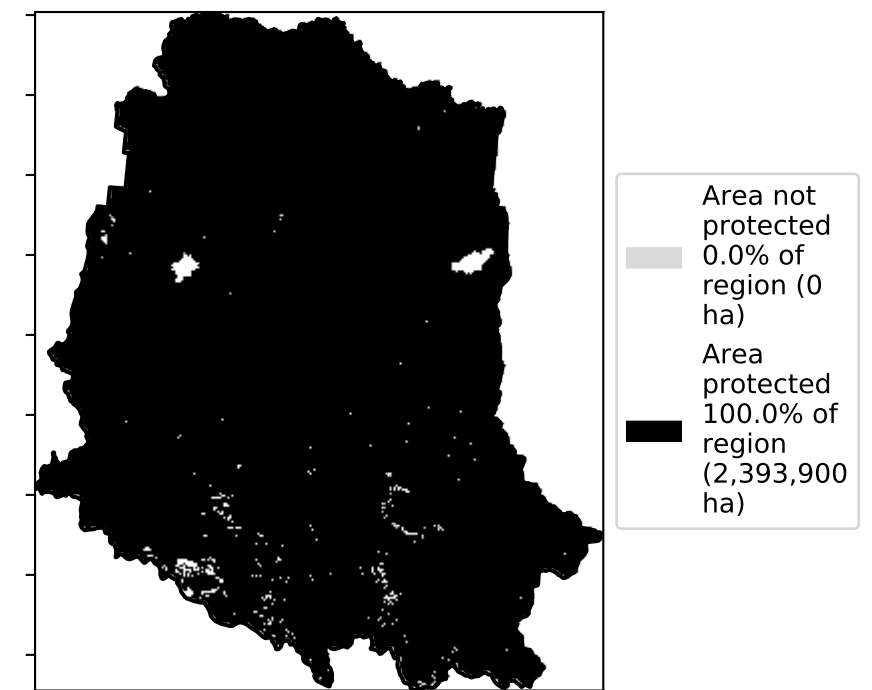 Area not
protected
0.0% of
region (0
ha)
Area
protected
100.0% of
region
(2,393,900
ha)